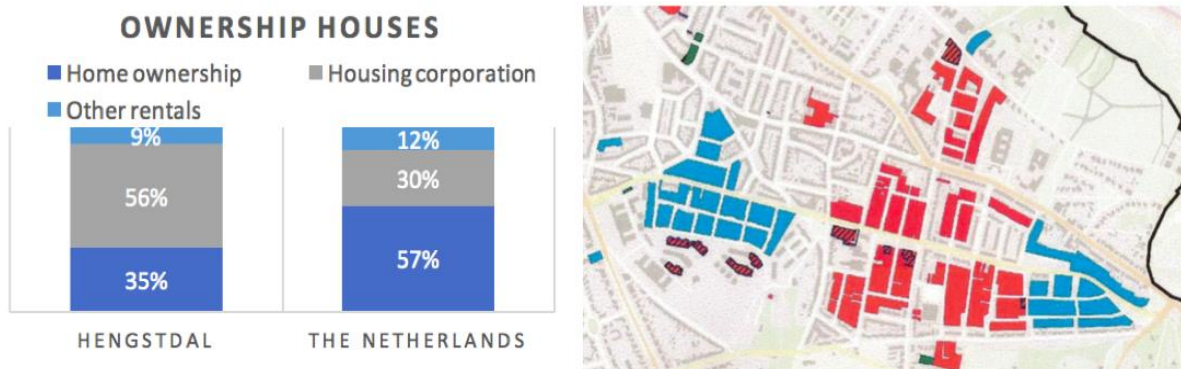 OWNERSHIP HOUSES
Home ownership
Housing corporation
Other rentals
9%
12%
56%
30%
35%
57%
HENGSTDAL
THE NETHERLANDS